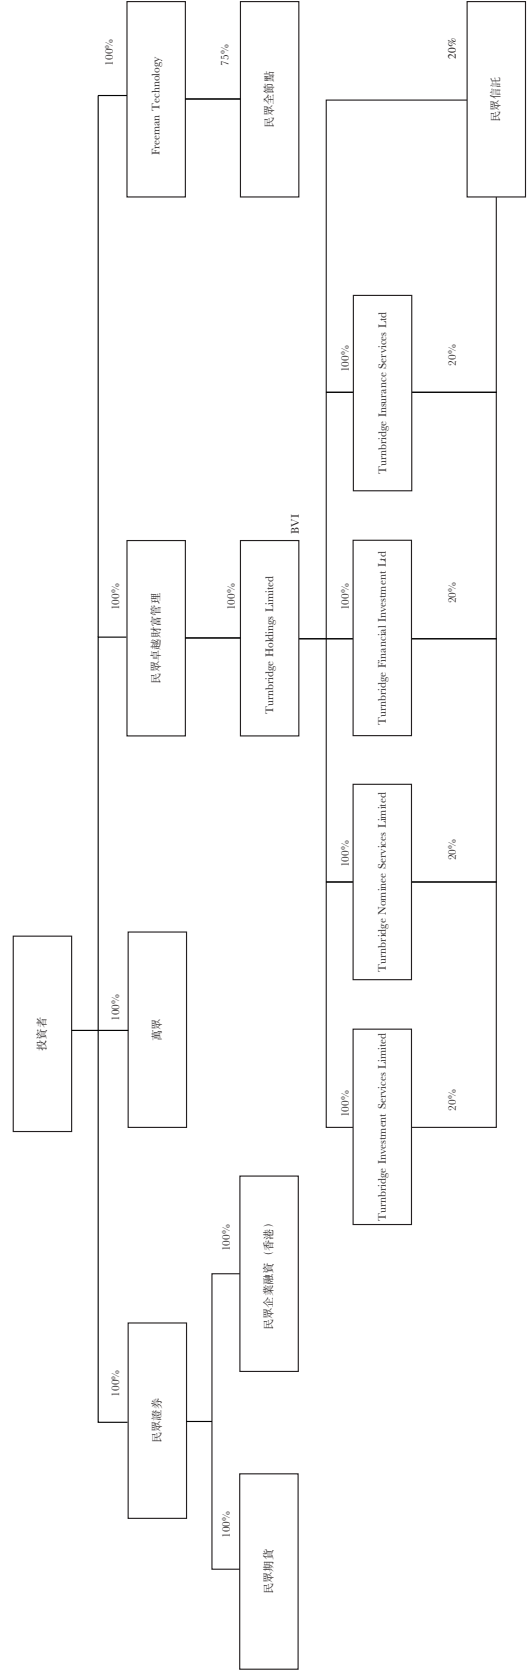 投資者
100%
100%
100%
100%
民眾證券
萬眾
民眾卓越財富管理
Freeman Technology
100%
100%
100%
75%
民眾期貨
民眾企業融資（香港）
Turnbridge Holdings Limited
民眾全節點
BVI
100%
100%
100%
100%
Turnbridge Investment Services Limited
Turnbridge Nominee Services Limited
Turnbridge Financial Investment Ltd
Turnbridge Insurance Services Ltd
20%
20%
20%
20%
20%
民眾信託